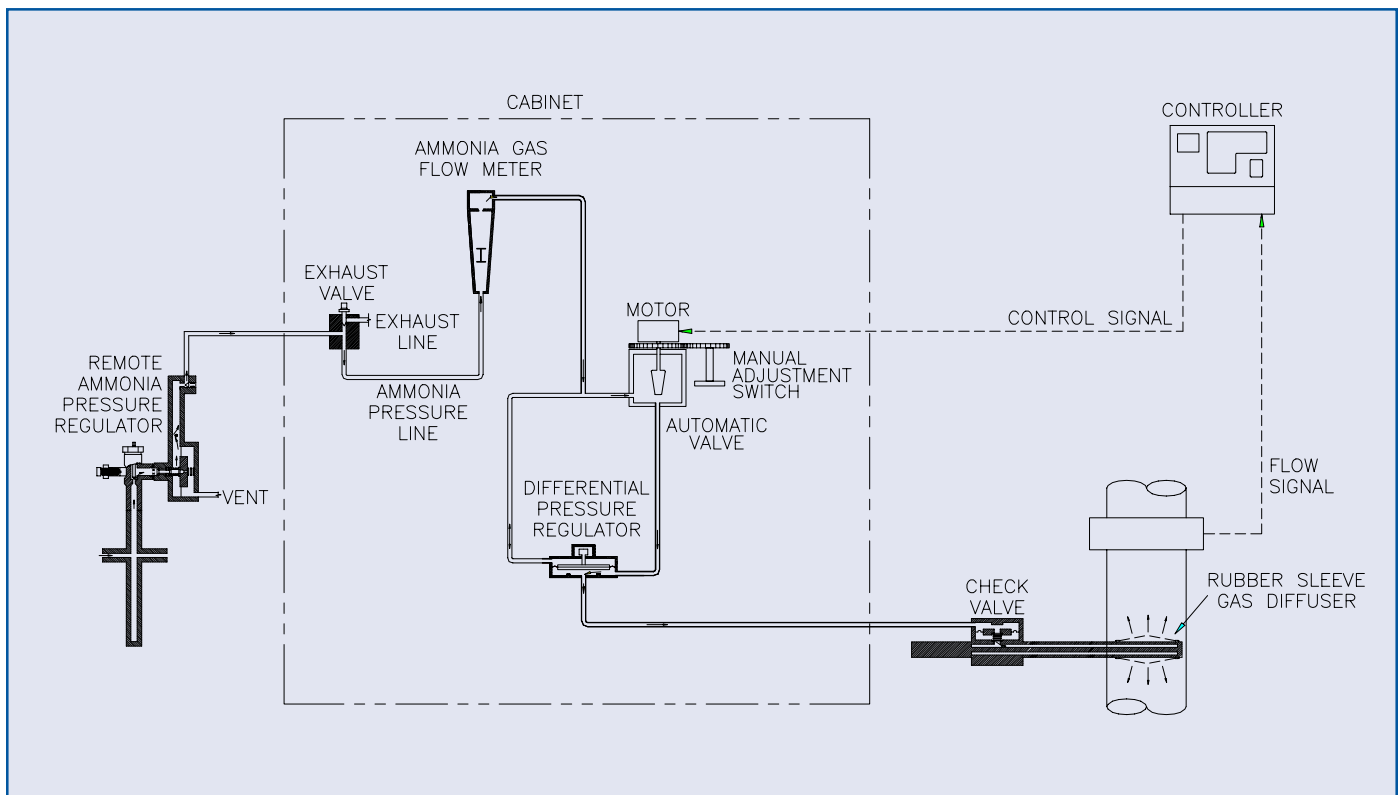 CABINET
CONTROLLER
AMMONIA GAS
FLOW METER
EXHAUST
VALVE
EXHAUST
LINE
MOTOR
CONTROL SIGNAL
REMOTE
AMMONIA
PRESSURE
REGULATOR
AMMONIA
PRESSURE
LINE
MANUAL
ADJUSTMENT
SWITCH
AUTOMATIC
VALVE
VENT
DIFFERENTIAL
PRESSURE
REGULATOR
FLOW
SIGNAL
CHECK
VALVE
RUBBER SLEEVE
GAS DIFFUSER